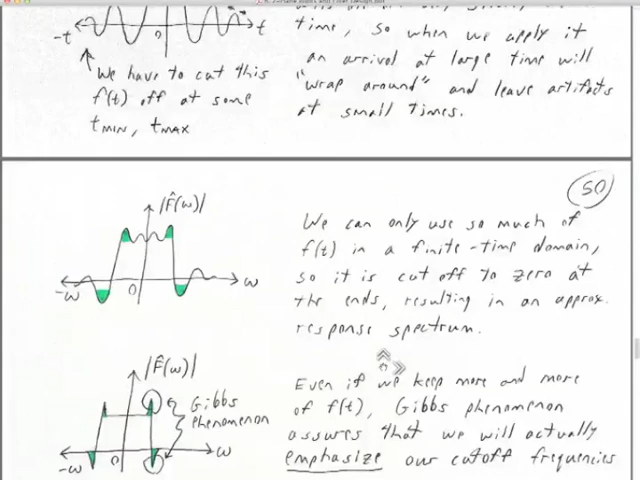 time, so when we apply it
-t
0
t
an arrival at large time will
We have to cut this
"wrap around" and leave artifacts
f(t) off at some
at small times.
tMIN, tMAX
50
|F̂(ω)|
We can only use so much of
f(t) in a finite-time domain,
so it is cut off to zero at
-ω
0
ω
the ends, resulting in an approx.
response spectrum.
|F̂(ω)|
Even if we keep more and more
Gibbs
of f(t), Gibbs phenomenon
phenomenon
assures that we will actually
-ω
0
ω
emphasize our cutoff frequencies